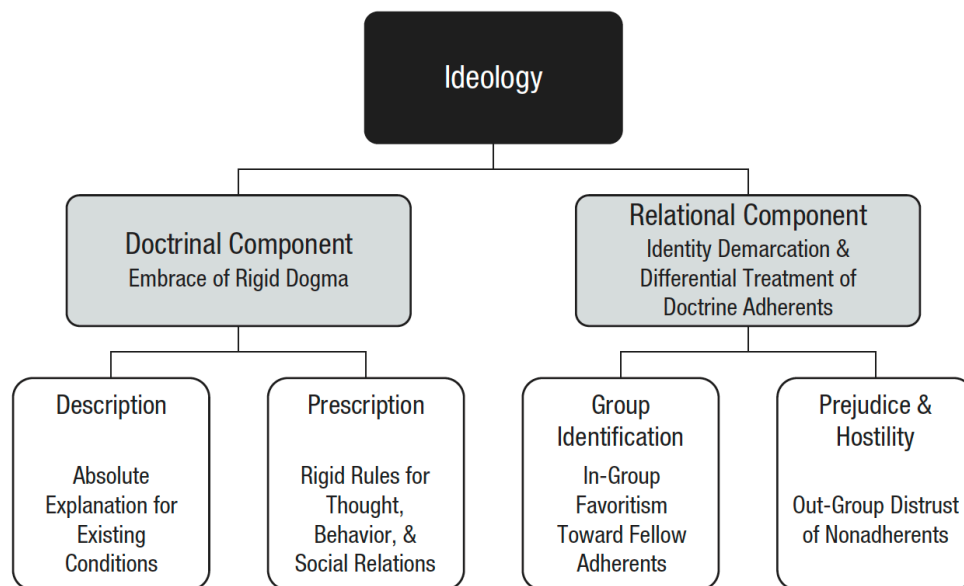 Ideology
Doctrinal Component
Embrace of Rigid Dogma
Relational Component
Identity Demarcation &
Differential Treatment of
Doctrine Adherents
Description
Absolute
Explanation for
Existing
Conditions
Prescription
Rigid Rules for
Thought,
Behavior, &
Social Relations
Group
Identification
In-Group
Favoritism
Toward Fellow
Adherents
Prejudice &
Hostility
Out-Group Distrust
of Nonadherents